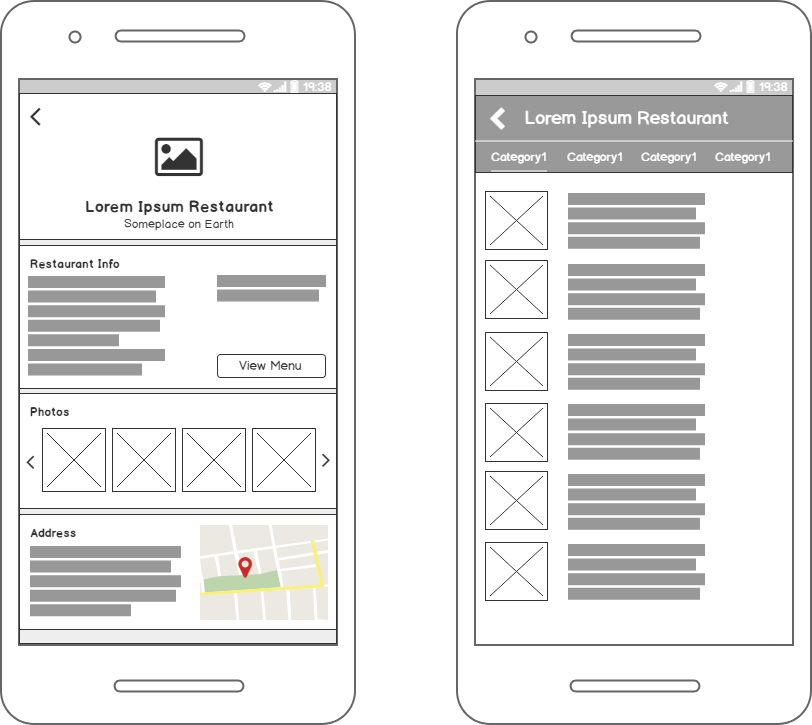 19:38
Lorem Ipsum Restaurant
Someplace on Earth
Restaurant Info
View Menu
Photos
Address
19:38
Lorem Ipsum Restaurant
Category1 Category1 Category1 Category1